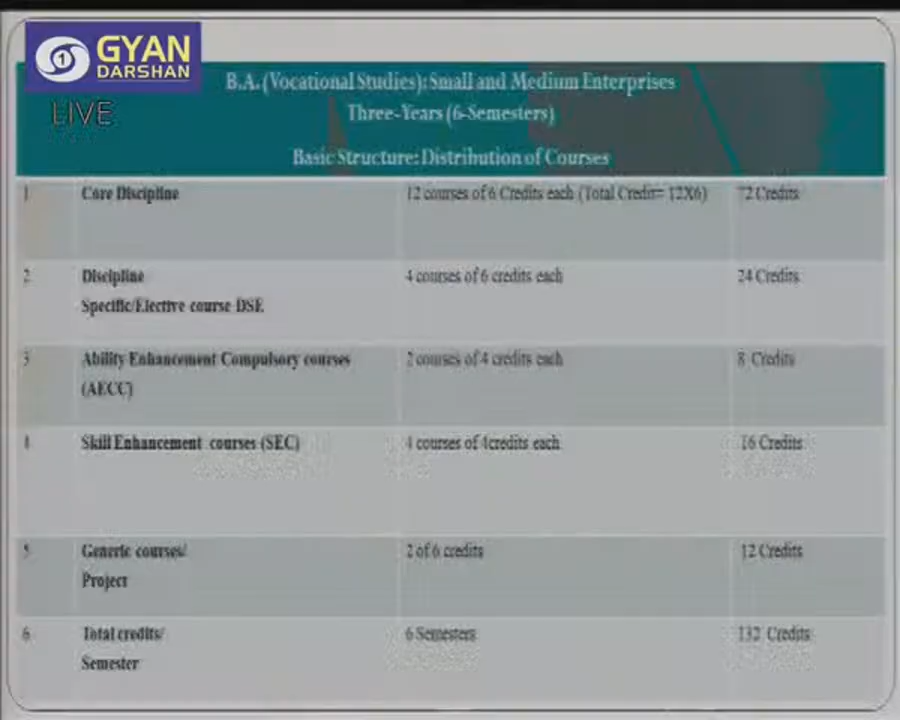 GYAN
DARSHAN
1
LIVE
B.A. (Vocational Studies): Small and Medium Enterprises
Three-Years (6-Semesters)
Basic Structure: Distribution of Courses
1 Core Discipline 12 courses of 6 Credits each (Total Credit= 12X6) 72 Credits
2 Discipline 4 courses of 6 credits each 24 Credits
Specific/Elective course DSE
3 Ability Enhancement Compulsory courses 2 courses of 4 credits each 8 Credits
(AECC)
4 Skill Enhancement courses (SEC) 4 courses of 4credits each 16 Credits
5 Generic courses/ 2 of 6 credits 12 Credits
Project
6 Total credits/ 6 Semesters 132 Credits
Semester